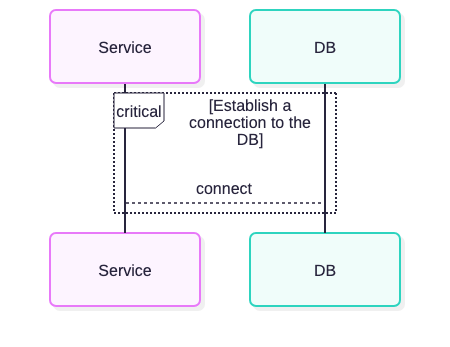 Service
DB
critical
[Establish a
connection to the
DB]
connect
Service
DB